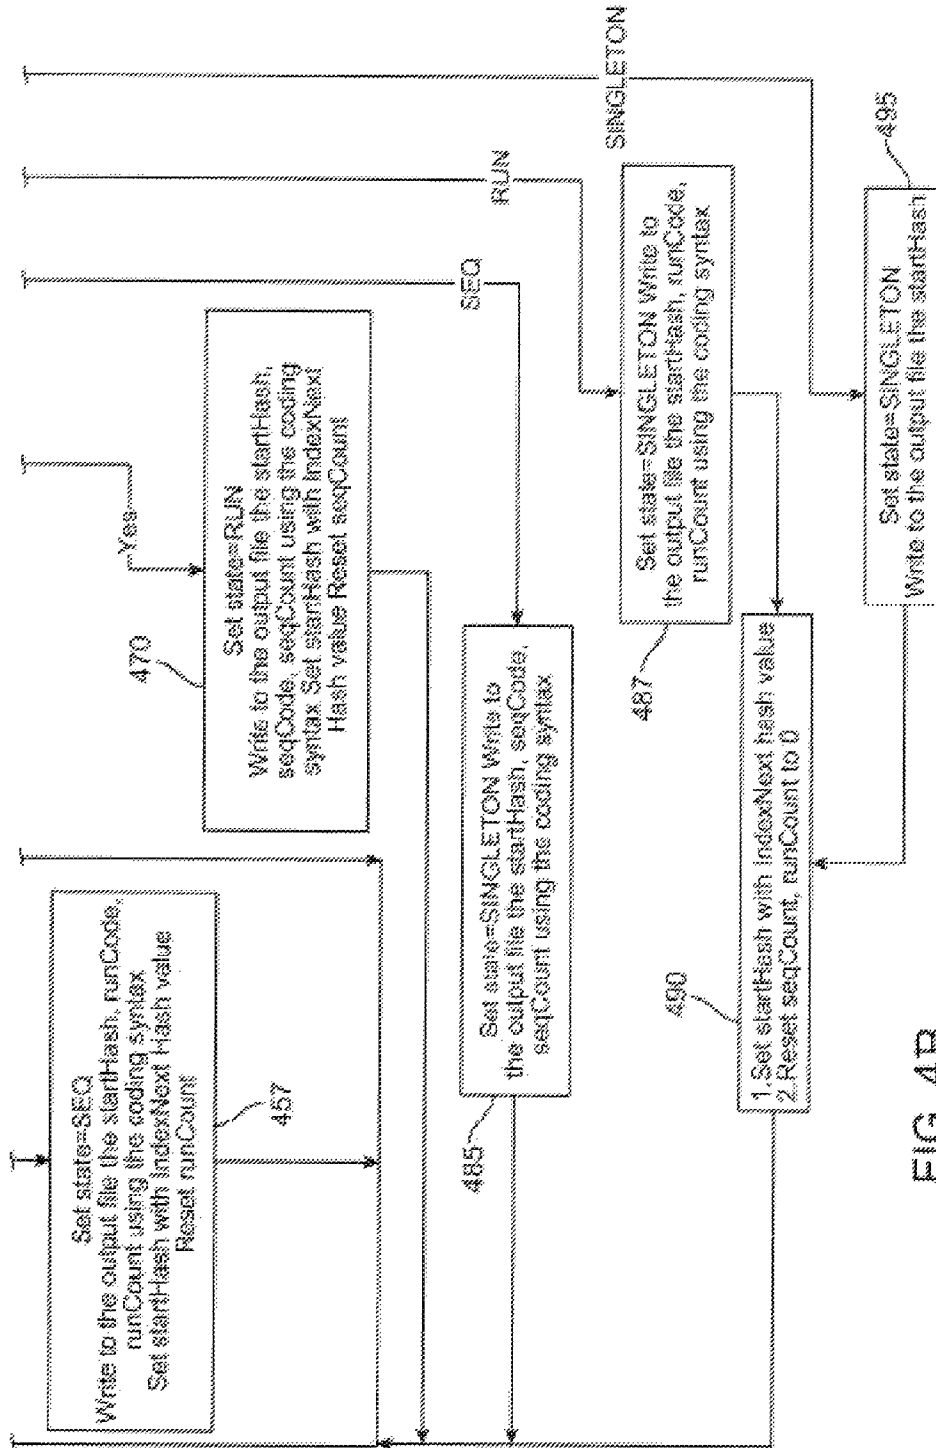 Set state=SEQ
Write to the output file the startHash, runCode,
runCount using the coding syntax
Set startHash with IndexNext Hash value
Reset runCount
457
Yes
470
Set state=RUN
Write to the output file the startHash,
seqCode, seqCount using the coding
syntax Set startHash with IndexNext
Hash value Reset seqCount
SEQ
485
Set state=SINGLETON Write to
the output file the startHash, seqCode,
seqCount using the coding syntax
RUN
487
Set state=SINGLETON Write to
the output file the startHash, runCode,
runCount using the coding syntax
SINGLETON
490
1.Set startHash with IndexNext hash value
2.Reset seqCount, runCount to 0
495
Set state=SINGLETON
Write to the output file the startHash
FIG. 4B